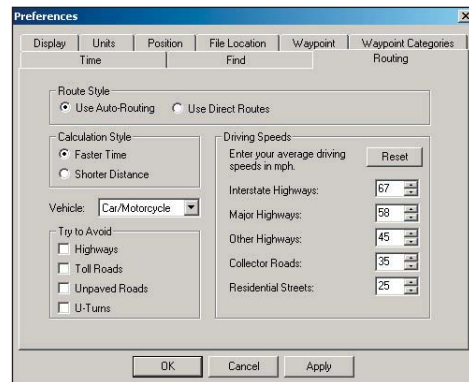 Preferences
Display Units Position File Location Waypoint Waypoint Categories
Time Find Routing
Route Style
Use Auto-Routing Use Direct Routes
Calculation Style
Faster Time
Shorter Distance
Vehicle: Car/Motorcycle
Try to Avoid
Highways
Toll Roads
Unpaved Roads
U-Turns
Driving Speeds
Enter your average driving
speeds in mph.
Reset
Interstate Highways: 67
Major Highways: 58
Other Highways: 45
Collector Roads: 35
Residential Streets: 25
OK Cancel Apply